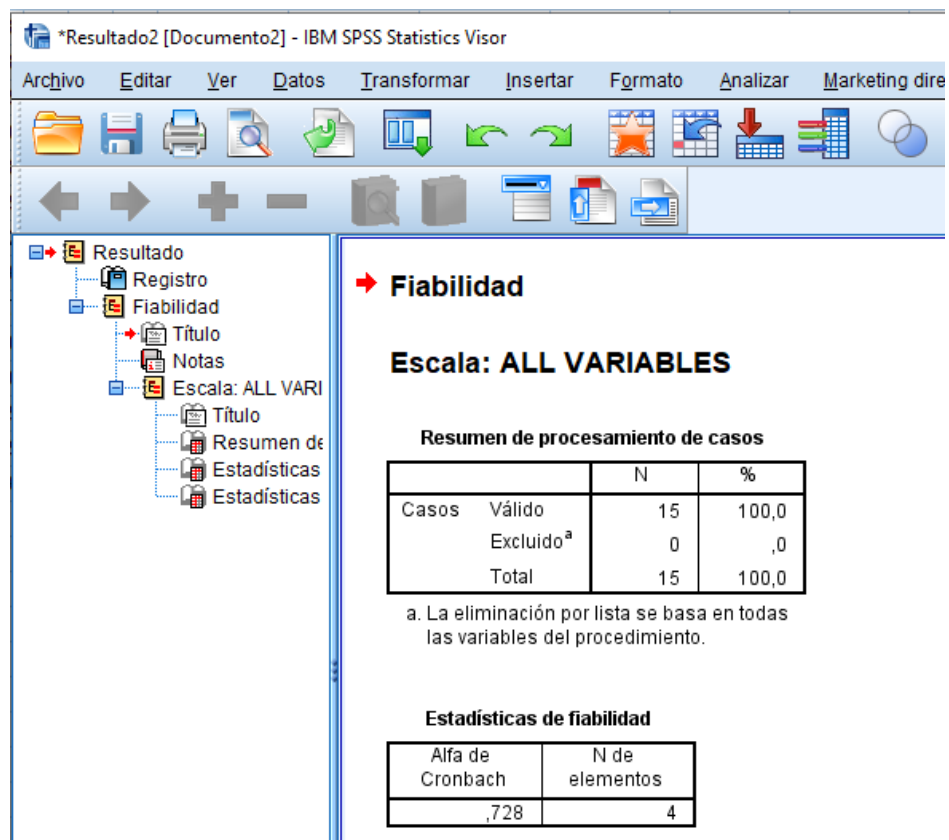 *Resultado2 [Documento2] - IBM SPSS Statistics Visor
Archivo Editar Ver Datos Transformar Insertar Formato Analizar Marketing dire
Resultado
Registro
Fiabilidad
Título
Notas
Escala: ALL VARI
Título
Resumen de
Estadísticas
Estadísticas
Fiabilidad
Escala: ALL VARIABLES
Resumen de procesamiento de casos
N %
Casos Válido 15 100,0
Excluido^a 0 ,0
Total 15 100,0
a. La eliminación por lista se basa en todas
las variables del procedimiento.
Estadísticas de fiabilidad
Alfa de N de
Cronbach elementos
,728 4